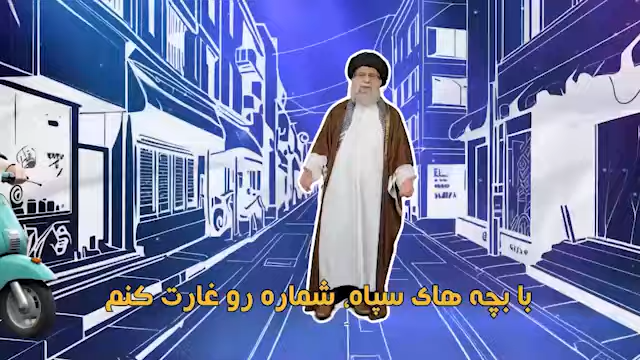 با بچه های سپاه، شماره رو غارت کنم